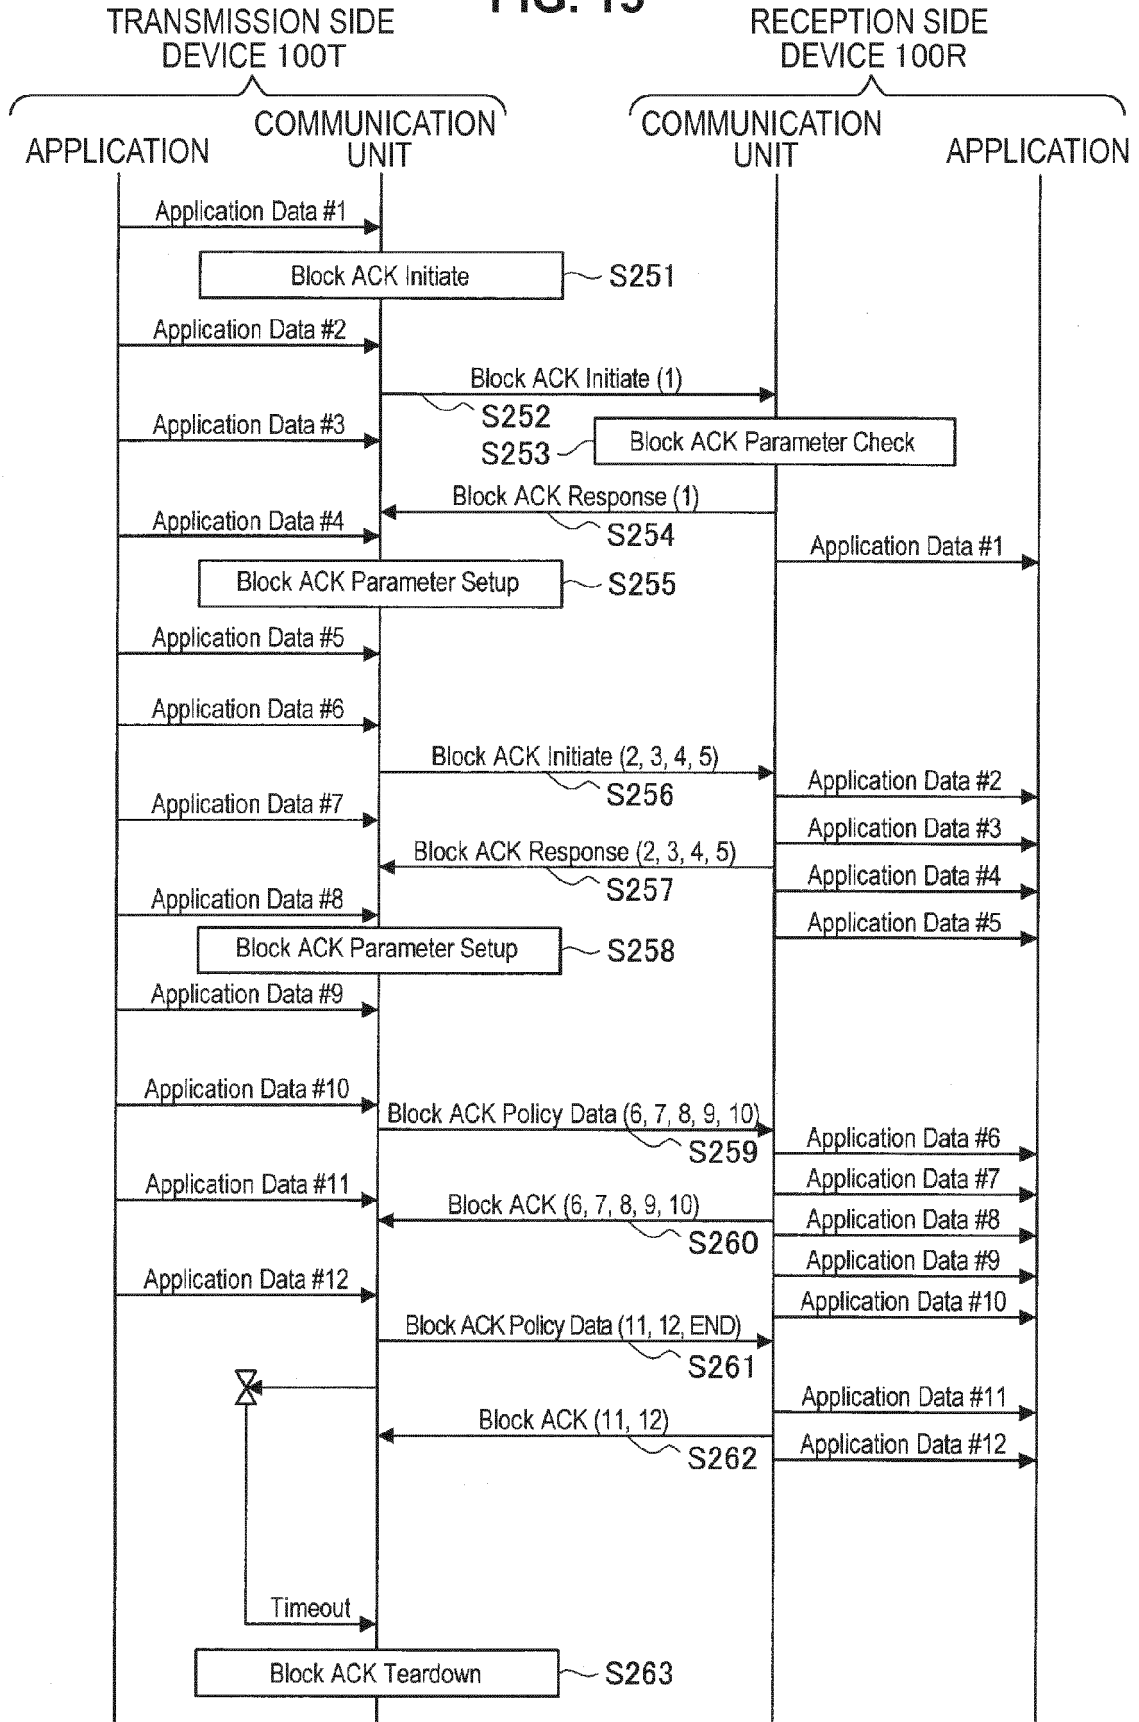 FIG. 15
TRANSMISSION SIDE
DEVICE 100T
RECEPTION SIDE
DEVICE 100R
APPLICATION
COMMUNICATION
UNIT
COMMUNICATION
UNIT
APPLICATION
Application Data #1
Block ACK Initiate
S251
Application Data #2
Block ACK Initiate (1)
S252
Application Data #3
S253
Block ACK Parameter Check
Block ACK Response (1)
Application Data #4
S254
Application Data #1
Block ACK Parameter Setup
S255
Application Data #5
Application Data #6
Block ACK Initiate (2, 3, 4, 5)
S256
Application Data #2
Application Data #7
Application Data #3
Block ACK Response (2, 3, 4, 5)
S257
Application Data #4
Application Data #8
Application Data #5
Block ACK Parameter Setup
S258
Application Data #9
Application Data #10
Block ACK Policy Data (6, 7, 8, 9, 10)
S259
Application Data #6
Application Data #11
Application Data #7
Block ACK (6, 7, 8, 9, 10)
S260
Application Data #8
Application Data #9
Application Data #12
Application Data #10
Block ACK Policy Data (11, 12, END)
S261
Application Data #11
Block ACK (11, 12)
S262
Application Data #12
Timeout
Block ACK Teardown
S263